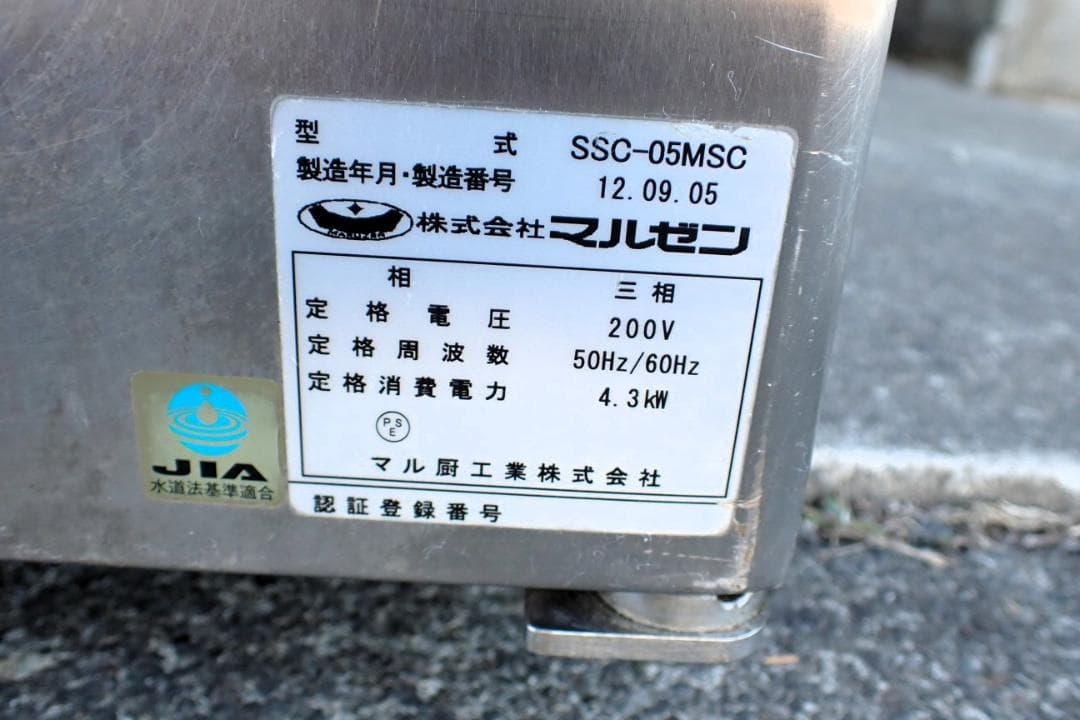 型式 SSC-05MSC
製造年月・製造番号 12.09.05
MARUZEN 株式会社マルゼン
相 三相
定格電圧 200V
定格周波数 50Hz/60Hz
定格消費電力 4.3kW
PS
E
マル厨工業株式会社
認証登録番号
JIA
水道法基準適合